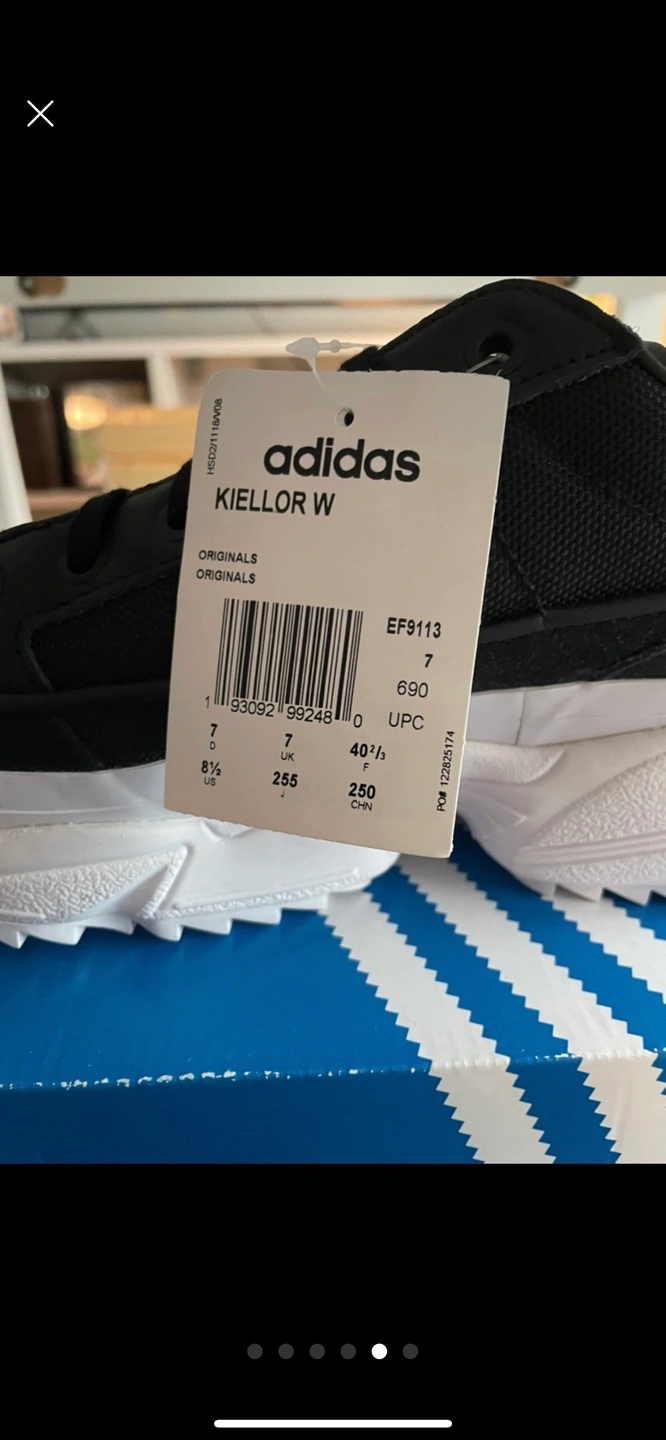 HSD2/1118/V08
adidas
KIELLOR W
ORIGINALS
ORIGINALS
EF9113
7
690
UPC
1 93092 99248 0
7 7 40²/₃
D UK F
8½ 255 250
US J CHN
PO# 122825174